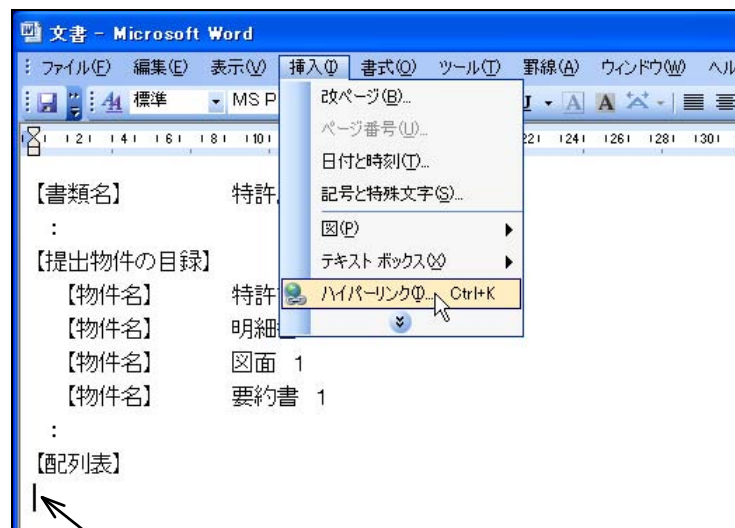 文書 - Microsoft Word
ファイル(F) 編集(E) 表示(V) 挿入(I) 書式(O) ツール(T) 罫線(A) ウィンドウ(W) ヘル
標準 MS P
改ページ(B)...
ページ番号(U)...
日付と時刻(T)...
記号と特殊文字(S)...
図(P)
テキスト ボックス(X)
ハイパーリンク(I)... Ctrl+K
【書類名】 特許
:
【提出物件の目録】
【物件名】 特許
【物件名】 明細
【物件名】 図面 1
【物件名】 要約書 1
:
【配列表】